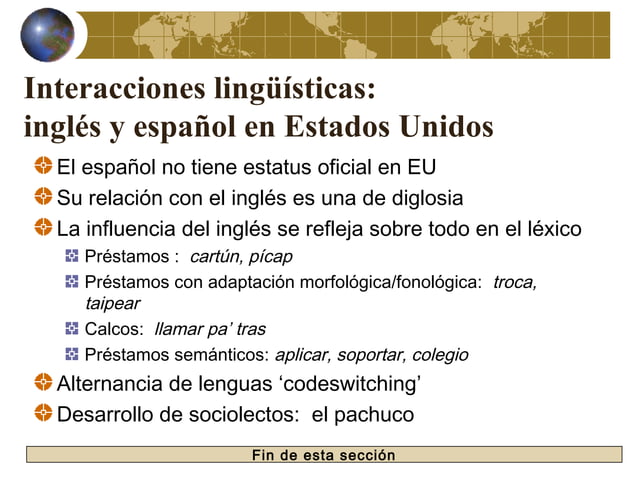 Interacciones lingüísticas:
inglés y español en Estados Unidos
El español no tiene estatus oficial en EU
Su relación con el inglés es una de diglosia
La influencia del inglés se refleja sobre todo en el léxico
Préstamos :  cartún, pícap
Préstamos con adaptación morfológica/fonológica:  troca,
taipear
Calcos:  llamar pa’ tras
Préstamos semánticos: aplicar, soportar, colegio
Alternancia de lenguas ‘codeswitching’
Desarrollo de sociolectos:  el pachuco
Fin de esta sección